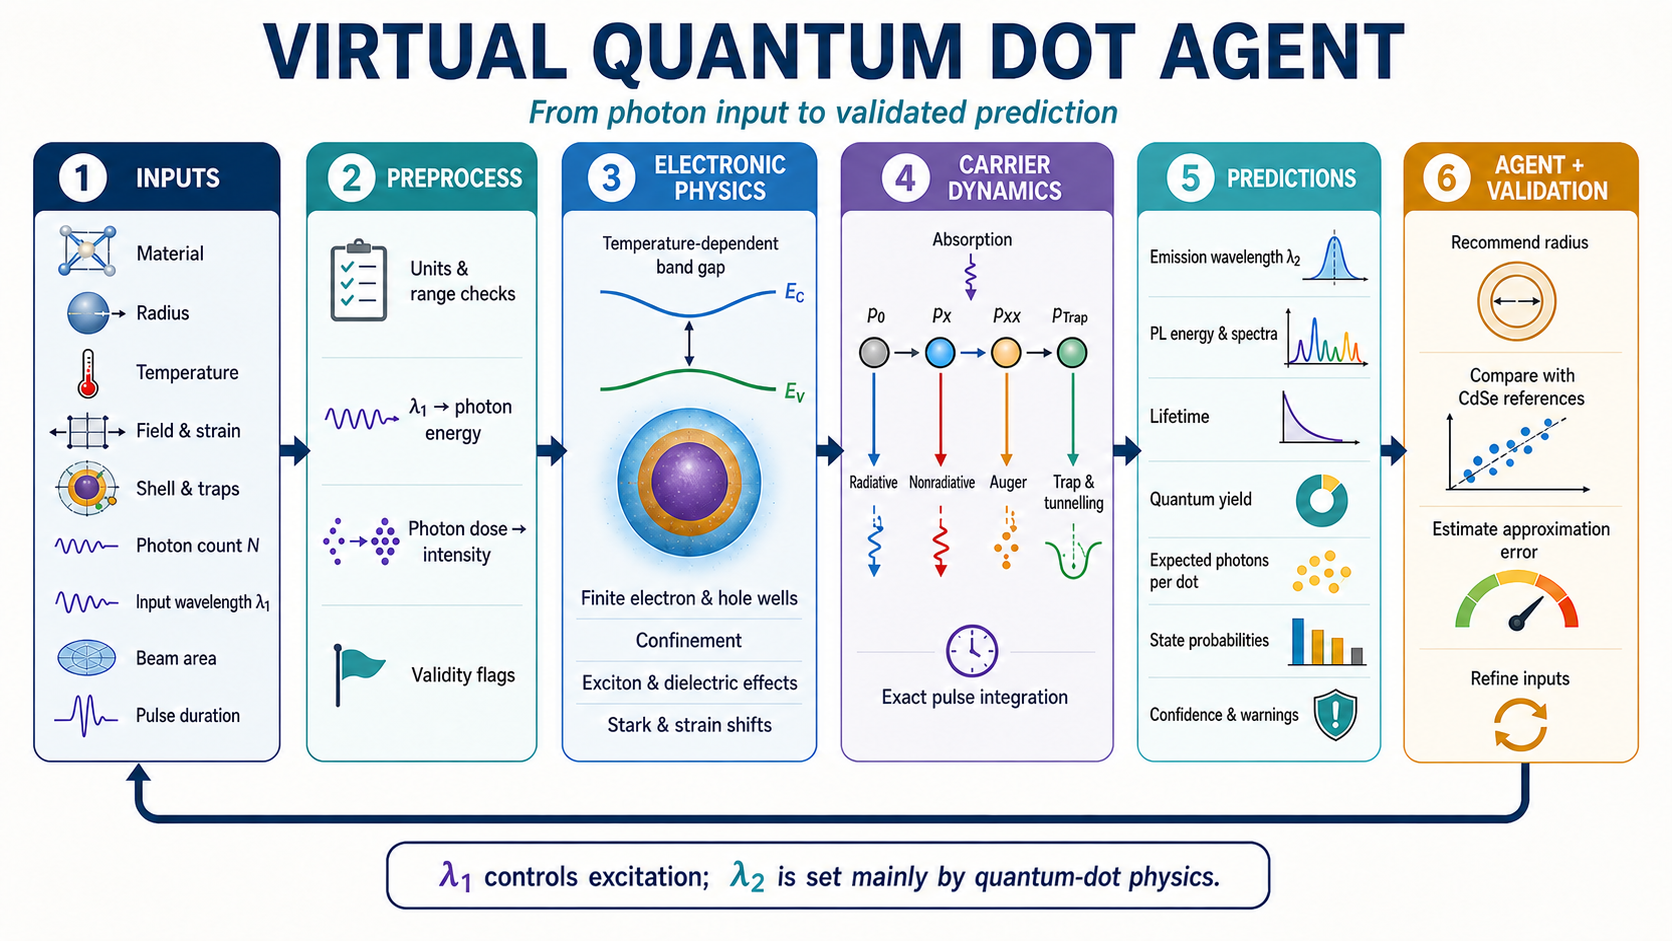 VIRTUAL QUANTUM DOT AGENT
From photon input to validated prediction
1 INPUTS
Material
Radius
Temperature
Field & strain
Shell & traps
Photon count N
Input wavelength λ₁
Beam area
Pulse duration
2 PREPROCESS
Units &
range checks
λ₁ → photon
energy
Photon dose →
intensity
Validity flags
3 ELECTRONIC
PHYSICS
Temperature-dependent
band gap
E_C
E_V
Finite electron & hole wells
Confinement
Exciton & dielectric effects
Stark & strain shifts
4 CARRIER
DYNAMICS
Absorption
P0 Px Pxx PTrap
Radiative Nonradiative Auger Trap &
tunnelling
Exact pulse integration
5 PREDICTIONS
Emission wavelength λ₂
PL energy & spectra
Lifetime
Quantum yield
Expected photons
per dot
State probabilities
Confidence & warnings
6 AGENT +
VALIDATION
Recommend radius
Compare with
CdSe references
Estimate approximation
error
Refine inputs
λ₁ controls excitation; λ₂ is set mainly by quantum-dot physics.